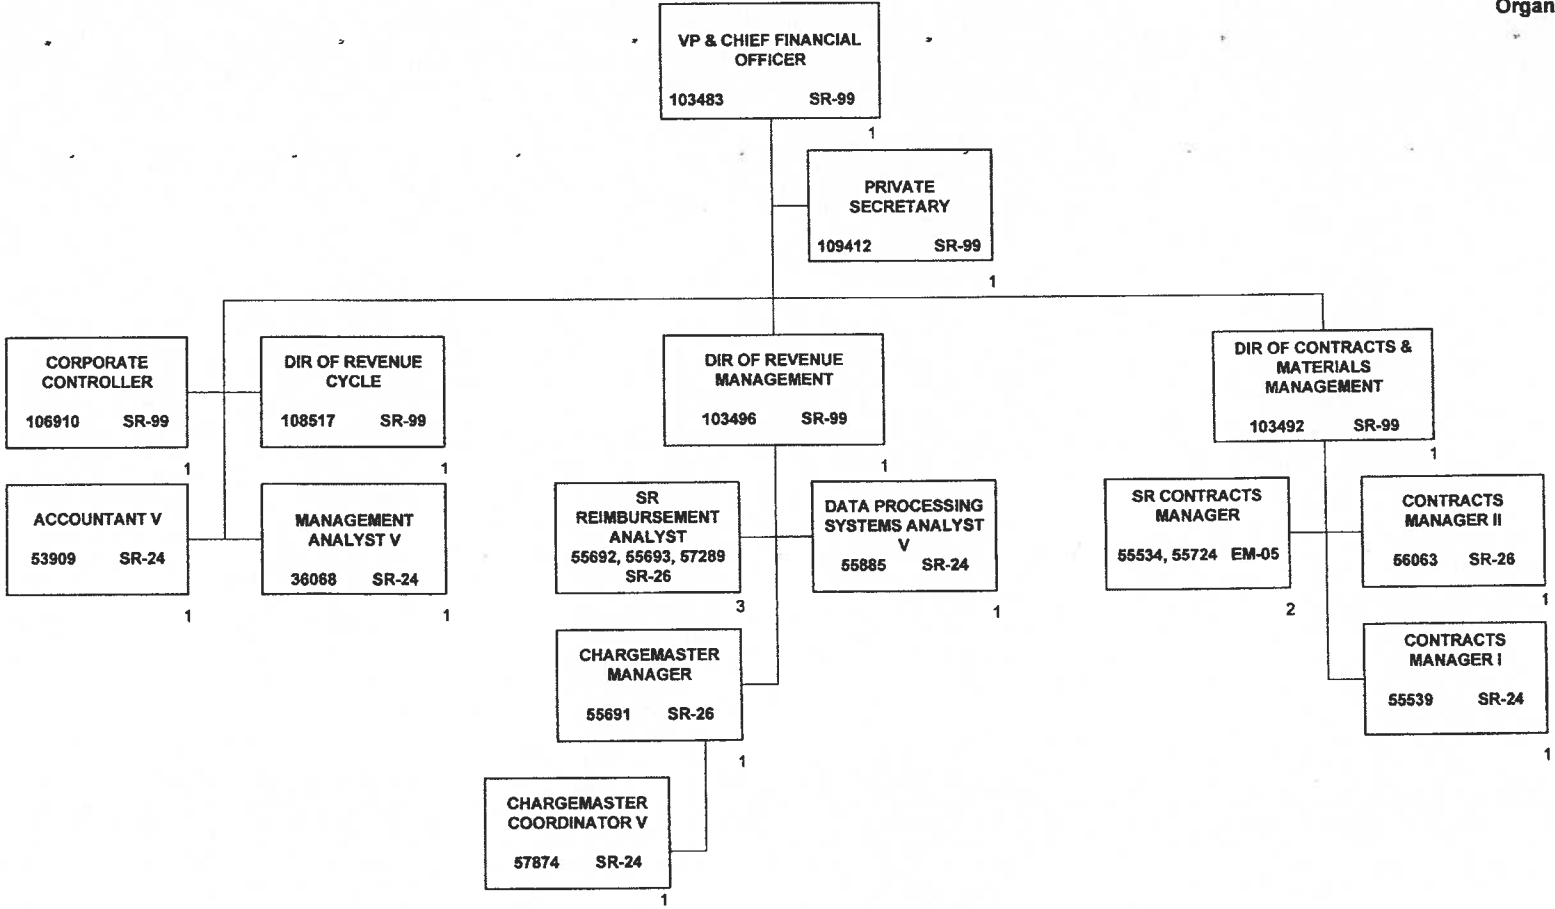 Organ
VP & CHIEF FINANCIAL
OFFICER
103483 SR-99
1
PRIVATE
SECRETARY
109412 SR-99
1
CORPORATE
CONTROLLER
106910 SR-99
1
DIR OF REVENUE
CYCLE
108517 SR-99
1
DIR OF REVENUE
MANAGEMENT
103496 SR-99
1
DIR OF CONTRACTS &
MATERIALS
MANAGEMENT
103492 SR-99
1
ACCOUNTANT V
53909 SR-24
1
MANAGEMENT
ANALYST V
36068 SR-24
1
SR
REIMBURSEMENT
ANALYST
55692, 55693, 57289
SR-26
3
DATA PROCESSING
SYSTEMS ANALYST
V
55885 SR-24
1
SR CONTRACTS
MANAGER
55534, 55724 EM-05
2
CONTRACTS
MANAGER II
56063 SR-26
1
CHARGEMASTER
MANAGER
55691 SR-26
1
CONTRACTS
MANAGER I
55539 SR-24
1
CHARGEMASTER
COORDINATOR V
57874 SR-24
1